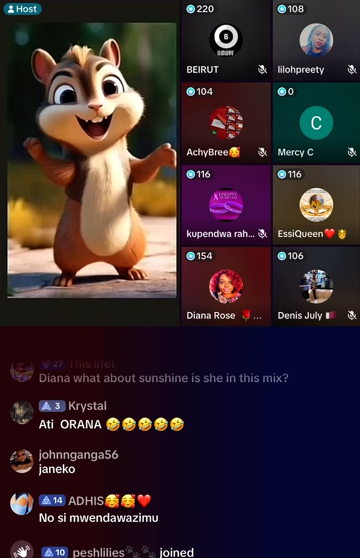 Host
220
108
BEIRUT
lilohpreety
104
0
C
AchyBree🥰
Mercy C
116
116
kupendwa rah...
EssiQueen❤️👸
154
106
Diana Rose 🌹...
Denis July
27 This life!
Diana what about sunshine is she in this mix?
3 Krystal
Ati ORANA 🤣🤣🤣🤣🤣
johnnganga56
janeko
14 ADHIS🥰🥰❤️
No si mwendawazimu
10 peshlilies🐾🐾 joined